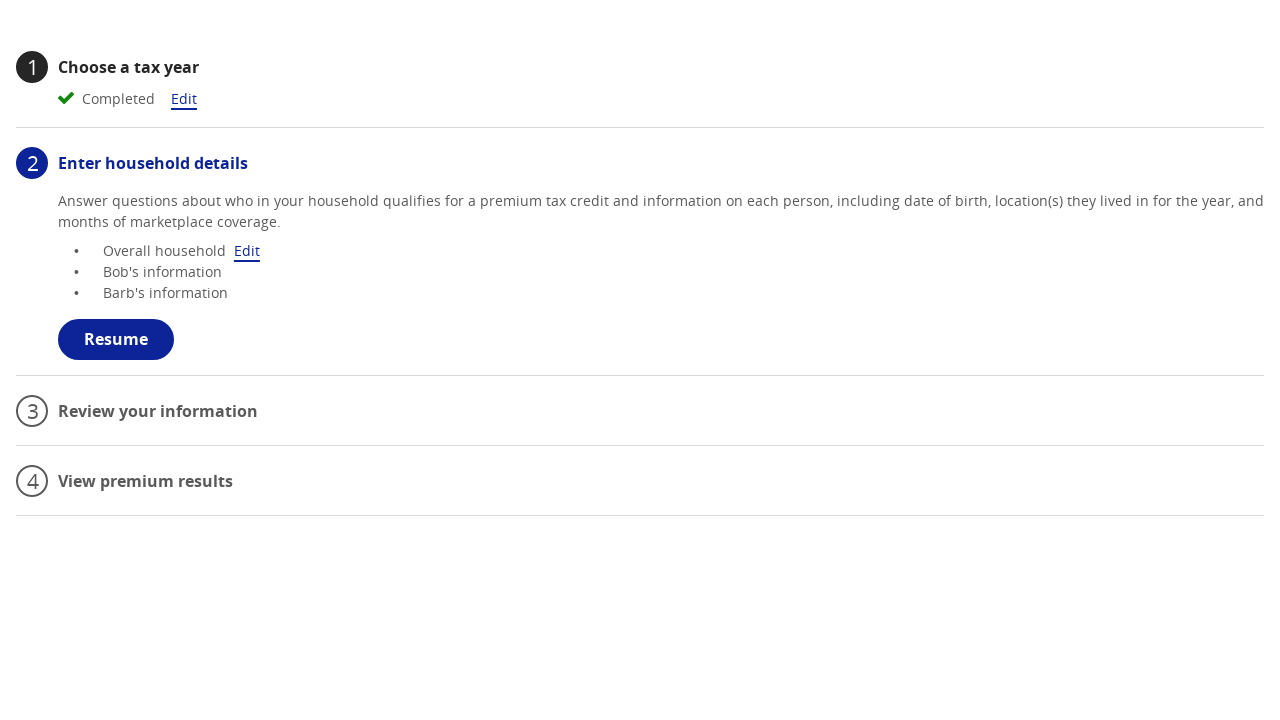 1 Choose a tax year
Completed Edit
2 Enter household details
Answer questions about who in your household qualifies for a premium tax credit and information on each person, including date of birth, location(s) they lived in for the year, and
months of marketplace coverage.
• Overall household Edit
• Bob's information
• Barb's information
Resume
3 Review your information
4 View premium results